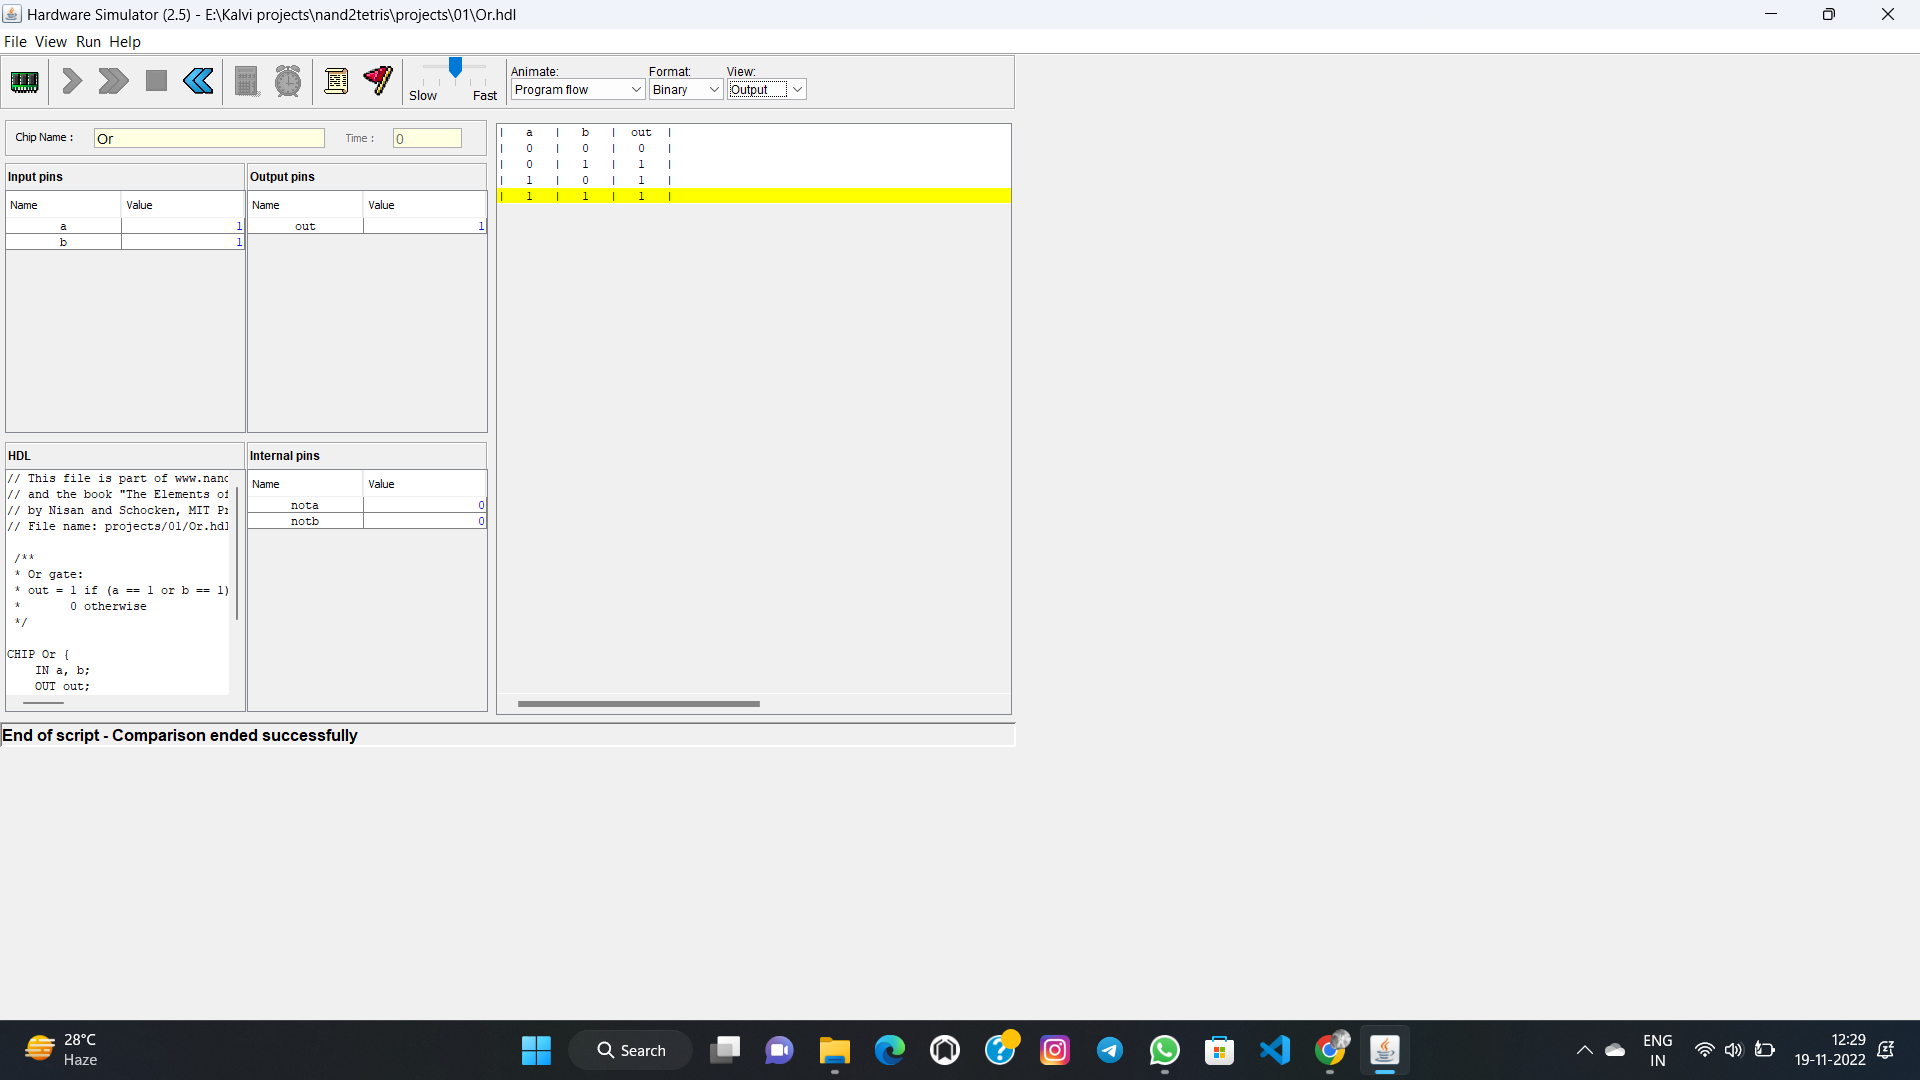 Hardware Simulator (2.5) - E:\Kalvi projects\nand2tetris\projects\01\Or.hdl
File View Run Help
Slow Fast
Animate:
Program flow
Format:
Binary
View:
Output
Chip Name : Or Time : 0
Input pins
Name Value
a 1
b 1
Output pins
Name Value
out 1
HDL
// This file is part of www.nand
// and the book "The Elements of
// by Nisan and Schocken, MIT Pr
// File name: projects/01/Or.hdl
/**
* Or gate:
* out = 1 if (a == 1 or b == 1)
* 0 otherwise
*/
CHIP Or {
IN a, b;
OUT out;
Internal pins
Name Value
nota 0
notb 0
| a | b | out |
| 0 | 0 | 0 |
| 0 | 1 | 1 |
| 1 | 0 | 1 |
| 1 | 1 | 1 |
End of script - Comparison ended successfully
28°C
Haze
Search
ENG
IN
12:29
19-11-2022